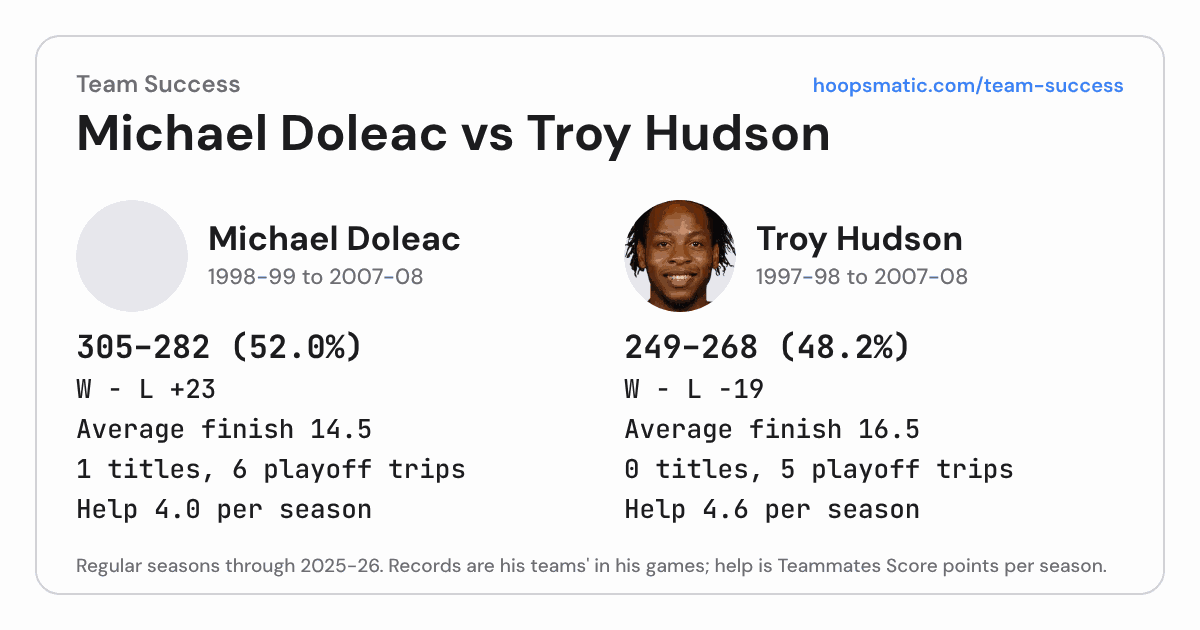 Team Success
hoopsmatic.com/team-success
Michael Doleac vs Troy Hudson
Michael Doleac
1998-99 to 2007-08
305-282 (52.0%)
W - L +23
Average finish 14.5
1 titles, 6 playoff trips
Help 4.0 per season
Troy Hudson
1997-98 to 2007-08
249-268 (48.2%)
W - L -19
Average finish 16.5
0 titles, 5 playoff trips
Help 4.6 per season
Regular seasons through 2025-26. Records are his teams' in his games; help is Teammates Score points per season.